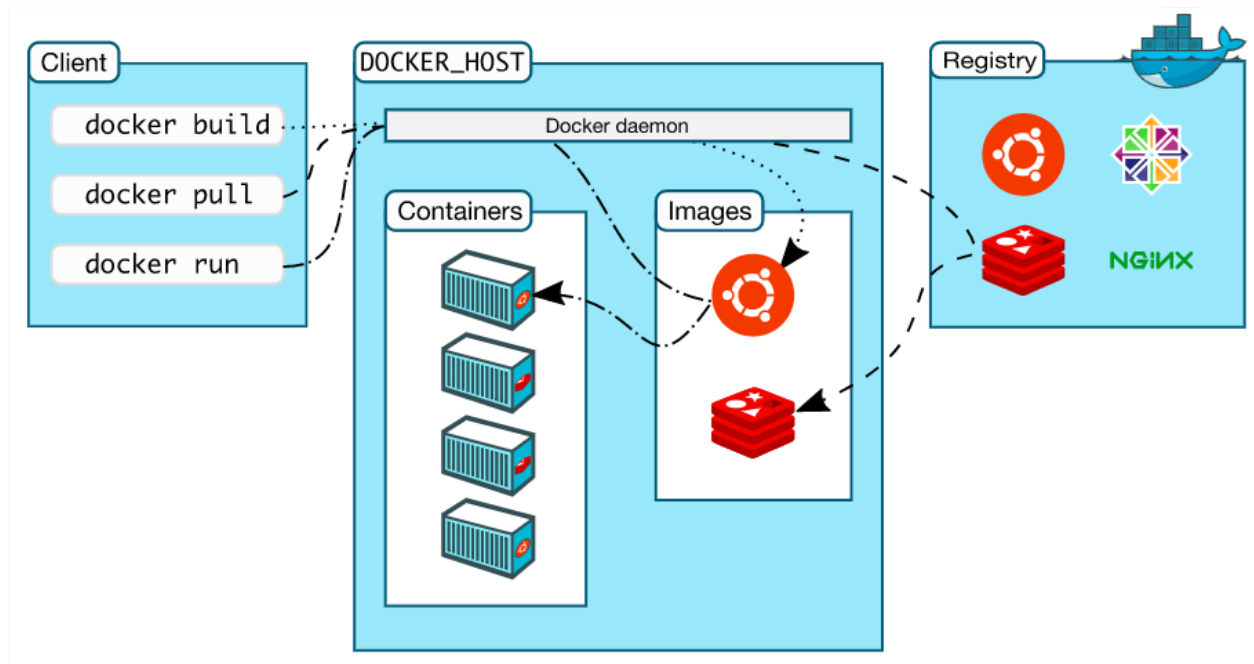 Client
docker build
docker pull
docker run
DOCKER_HOST
Docker daemon
Containers
Images
Registry
NGINX